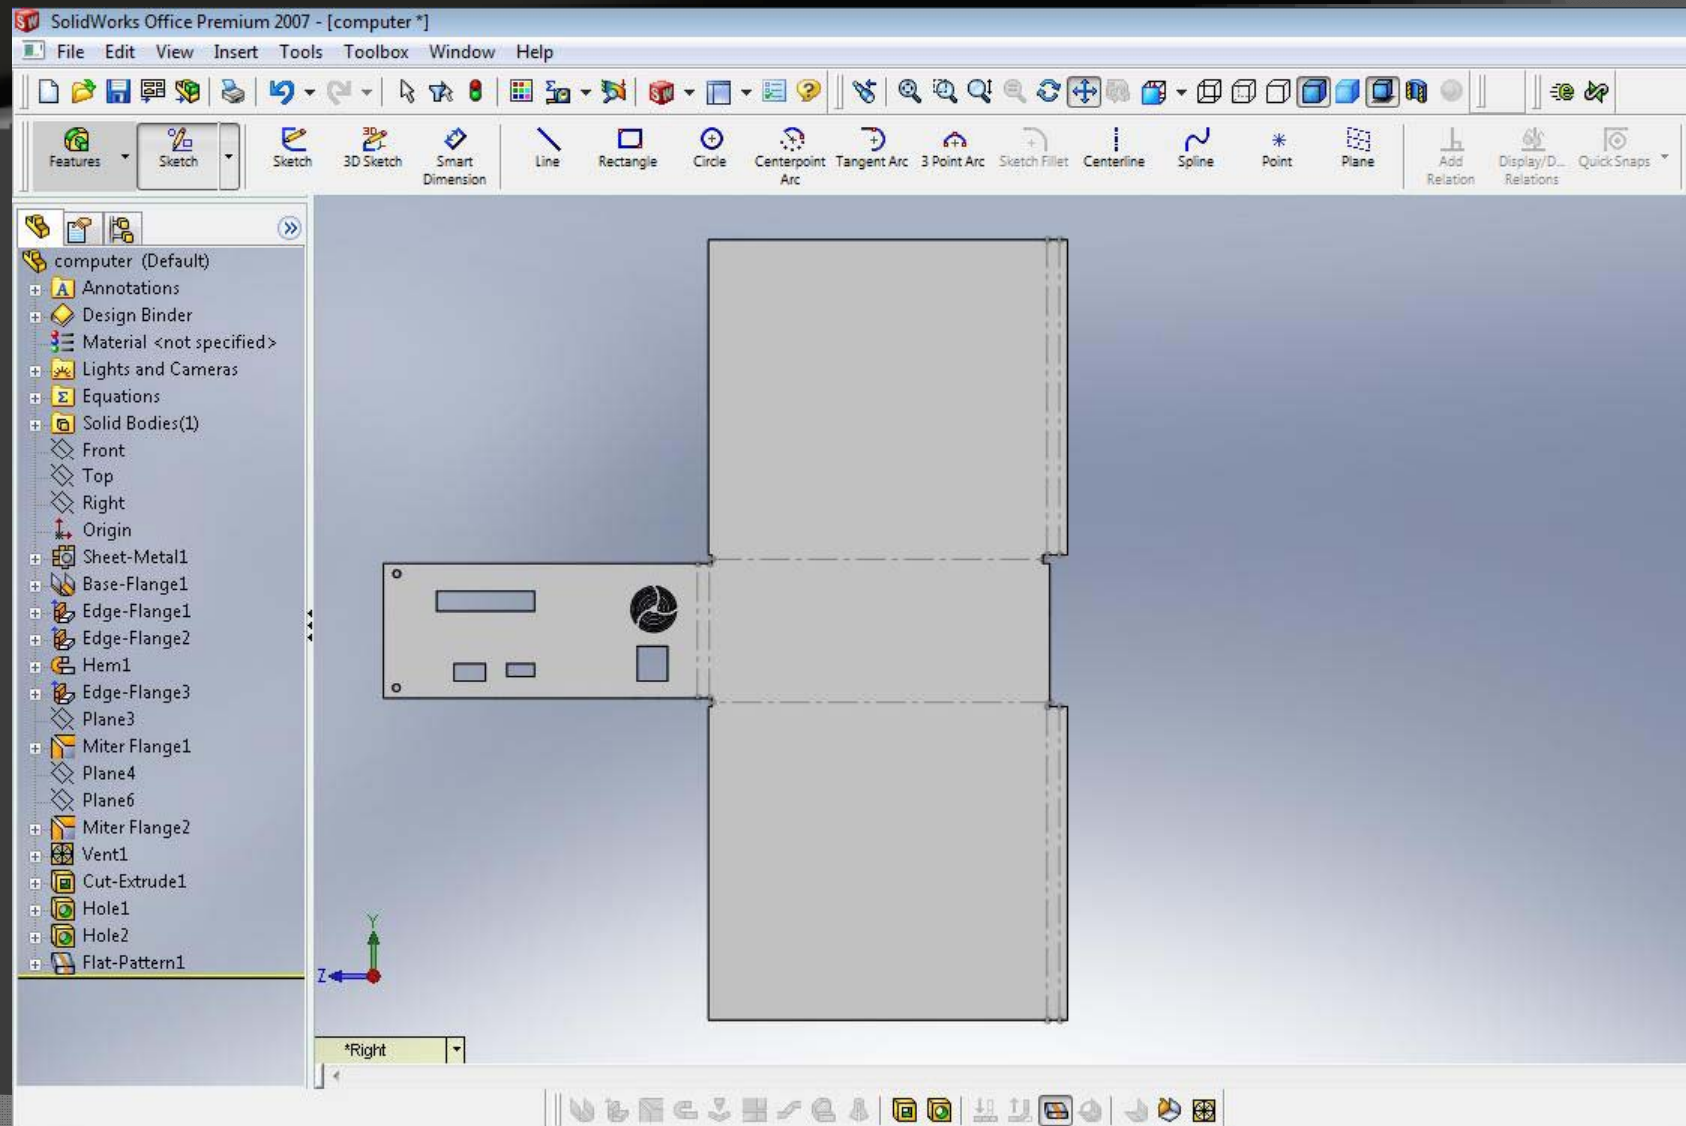 SolidWorks Office Premium 2007 - [computer *]
File Edit View Insert Tools Toolbox Window Help
Features Sketch Sketch 3D Sketch Smart Dimension Line Rectangle Circle Centerpoint Arc Tangent Arc 3 Point Arc Sketch Fillet Centerline Spline Point Plane Add Relation Display/D... Relations Quick Snaps
computer (Default)
Annotations
Design Binder
Material <not specified>
Lights and Cameras
Equations
Solid Bodies(1)
Front
Top
Right
Origin
Sheet-Metal1
Base-Flange1
Edge-Flange1
Edge-Flange2
Hem1
Edge-Flange3
Plane3
Miter Flange1
Plane4
Plane6
Miter Flange2
Vent1
Cut-Extrude1
Hole1
Hole2
Flat-Pattern1
Y
Z
*Right